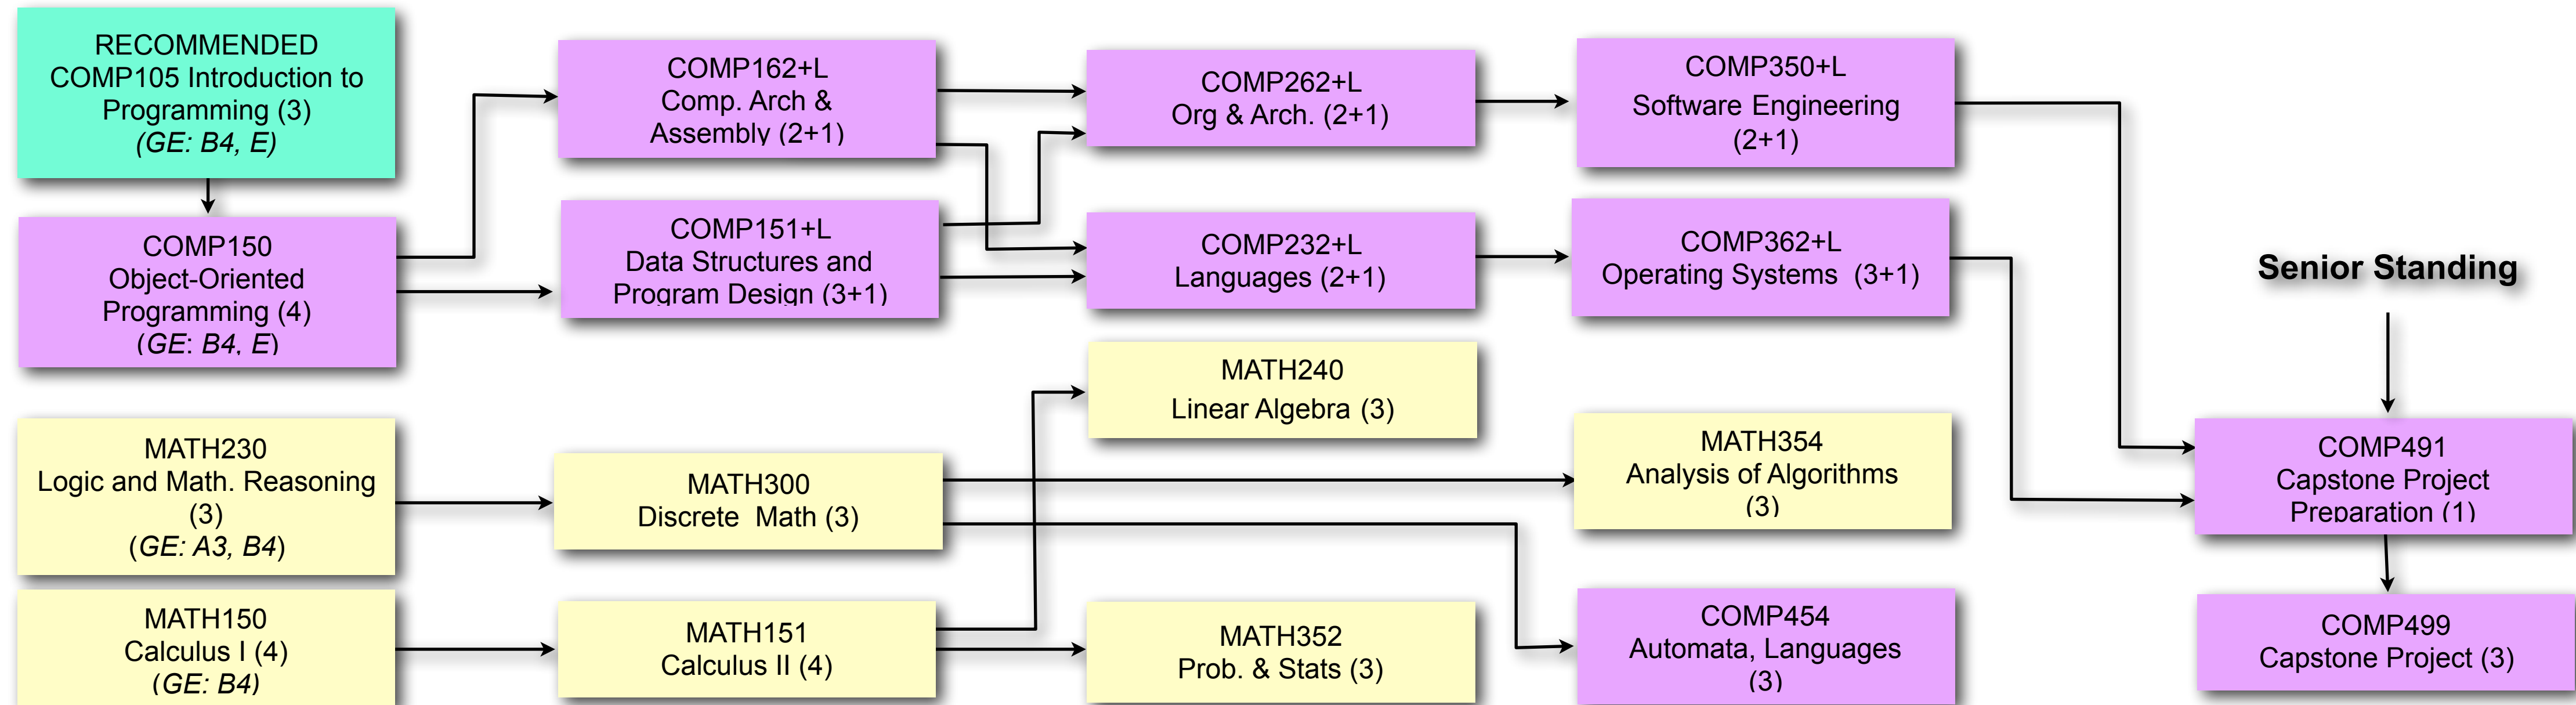 RECOMMENDED
COMP105 Introduction to
Programming (3)
(GE: B4, E)
COMP150
Object-Oriented
Programming (4)
(GE: B4, E)
MATH230
Logic and Math. Reasoning
(3)
(GE: A3, B4)
MATH150
Calculus I (4)
(GE: B4)
COMP162+L
Comp. Arch &
Assembly (2+1)
COMP151+L
Data Structures and
Program Design (3+1)
MATH300
Discrete  Math (3)
MATH151
Calculus II (4)
COMP262+L
Org & Arch. (2+1)
COMP232+L
Languages (2+1)
MATH240
Linear Algebra (3)
MATH352
Prob. & Stats (3)
COMP350+L
Software Engineering
(2+1)
COMP362+L
Operating Systems  (3+1)
MATH354
Analysis of Algorithms
(3)
COMP454
Automata, Languages
(3)
Senior Standing
COMP491
Capstone Project
Preparation (1)
COMP499
Capstone Project (3)